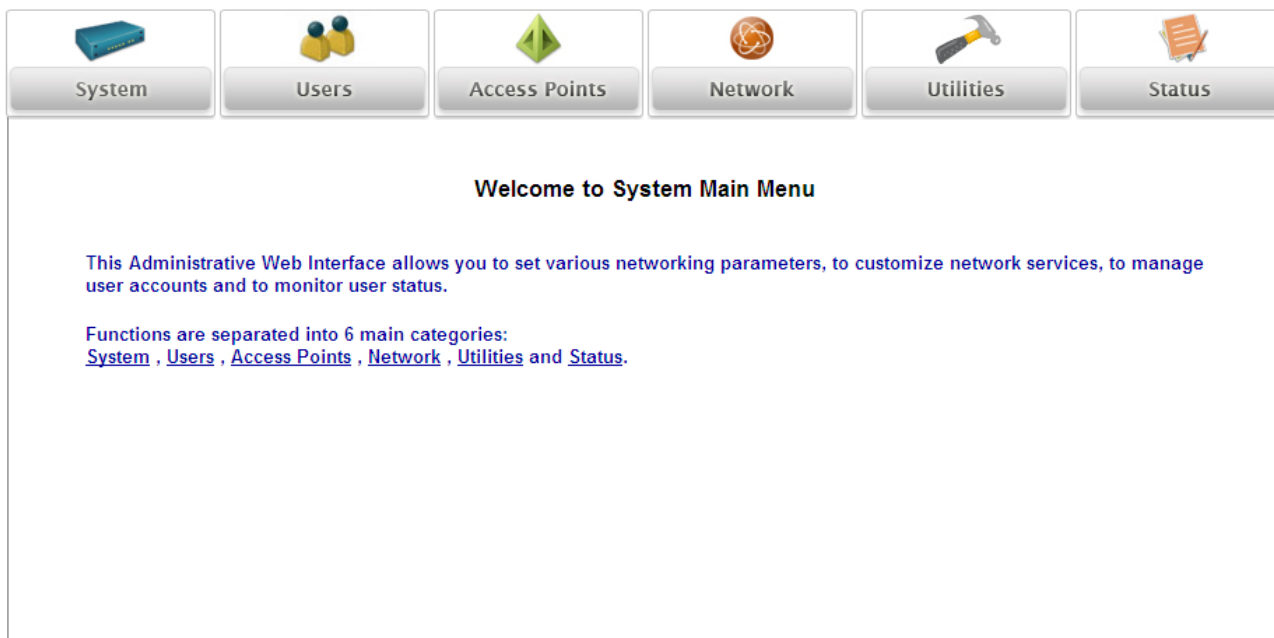 System Users Access Points Network Utilities Status
Welcome to System Main Menu
This Administrative Web Interface allows you to set various networking parameters, to customize network services, to manage
user accounts and to monitor user status.
Functions are separated into 6 main categories:
System , Users , Access Points , Network , Utilities and Status.